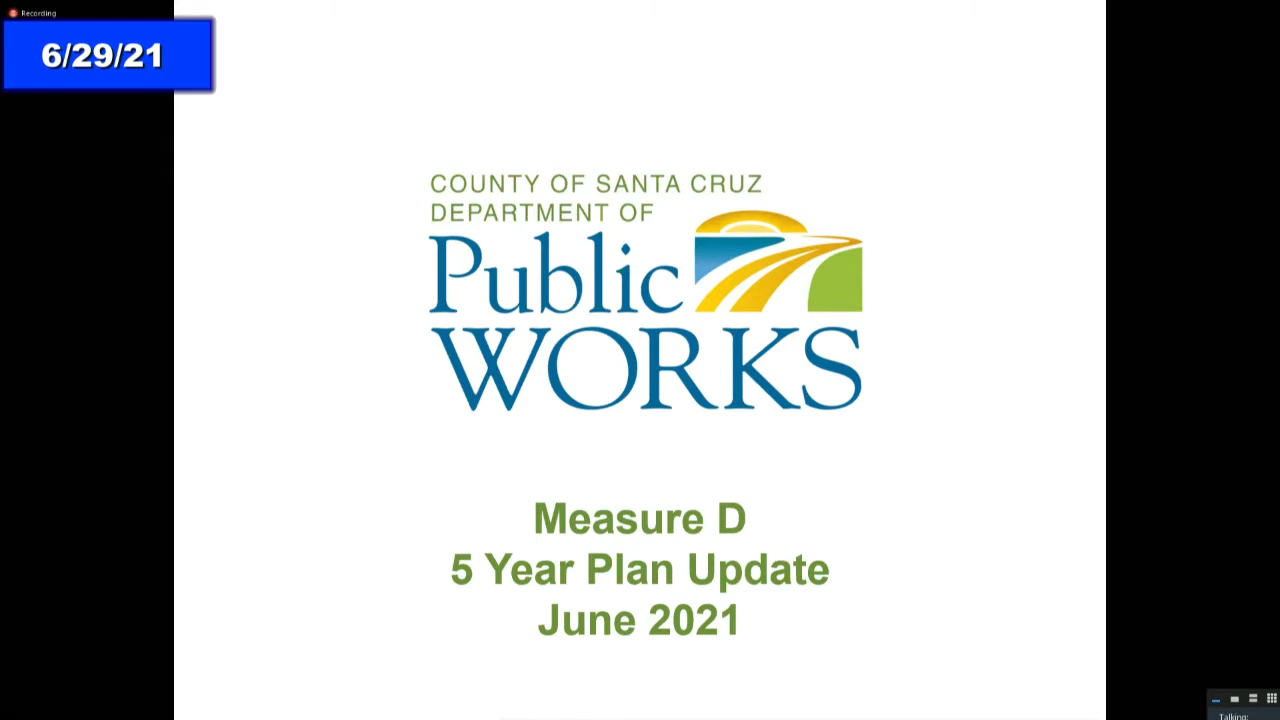 Recording
6/29/21
COUNTY OF SANTA CRUZ
DEPARTMENT OF
Public
WORKS
Measure D
5 Year Plan Update
June 2021
Talking: